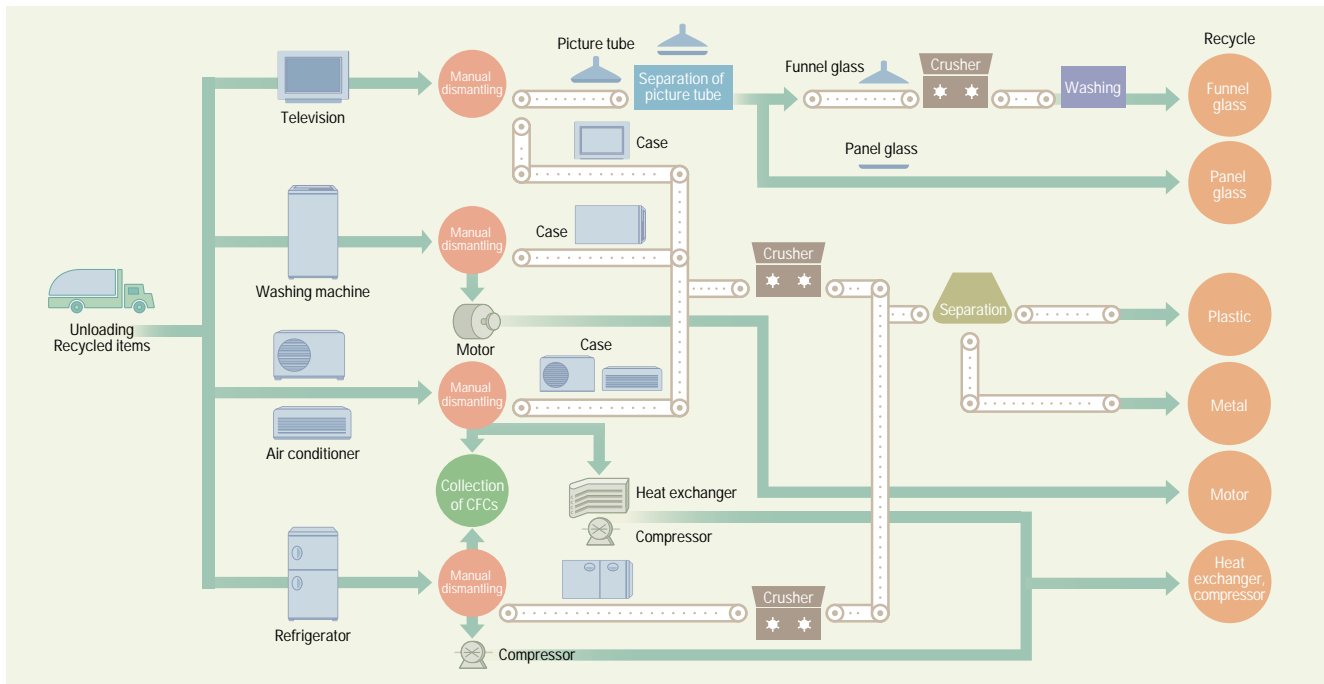 Recycle
Picture tube
Separation of
picture tube
Funnel glass
Crusher
Washing
Funnel
glass
Manual
dismantling
Television
Case
Panel glass
Panel
glass
Manual
dismantling
Case
Washing machine
Crusher
Unloading
Recycled items
Motor
Case
Separation
Plastic
Manual
dismantling
Metal
Air conditioner
Collection
of CFCs
Heat exchanger
Compressor
Motor
Manual
dismantling
Crusher
Heat
exchanger,
compressor
Refrigerator
Compressor